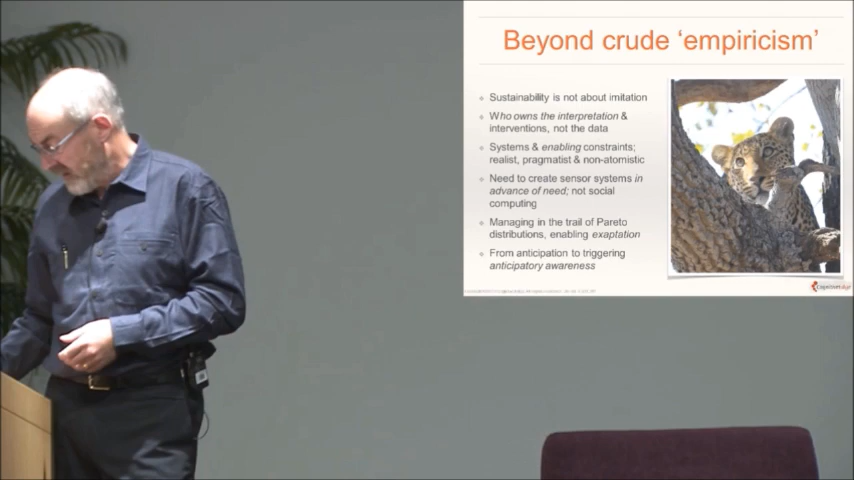 Beyond crude ‘empiricism’
Sustainability is not about imitation
Who owns the interpretation &
interventions, not the data
Systems & enabling constraints;
realist, pragmatist & non-atomistic
Need to create sensor systems in
advance of need; not social
computing
Managing in the trail of Pareto
distributions, enabling exaptation
From anticipation to triggering
anticipatory awareness